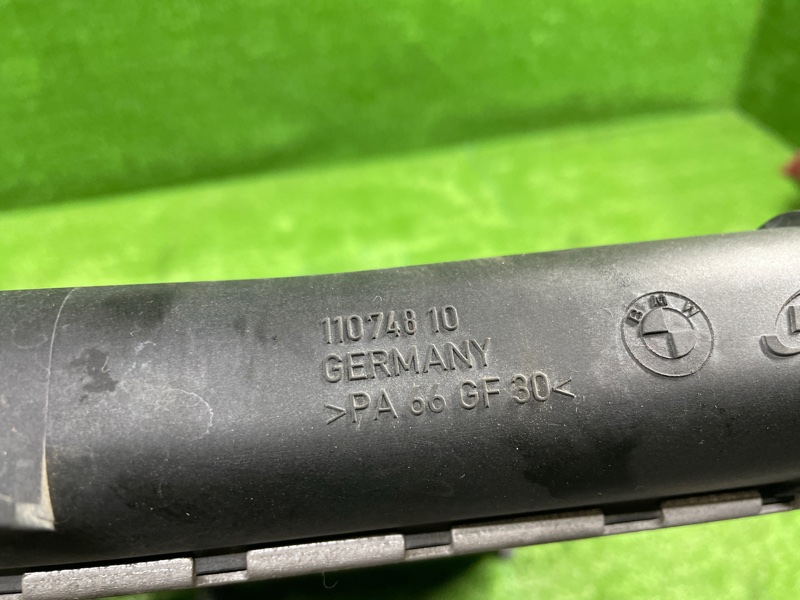 110748 10
GERMANY
>PA 66 GF 30<
BMW